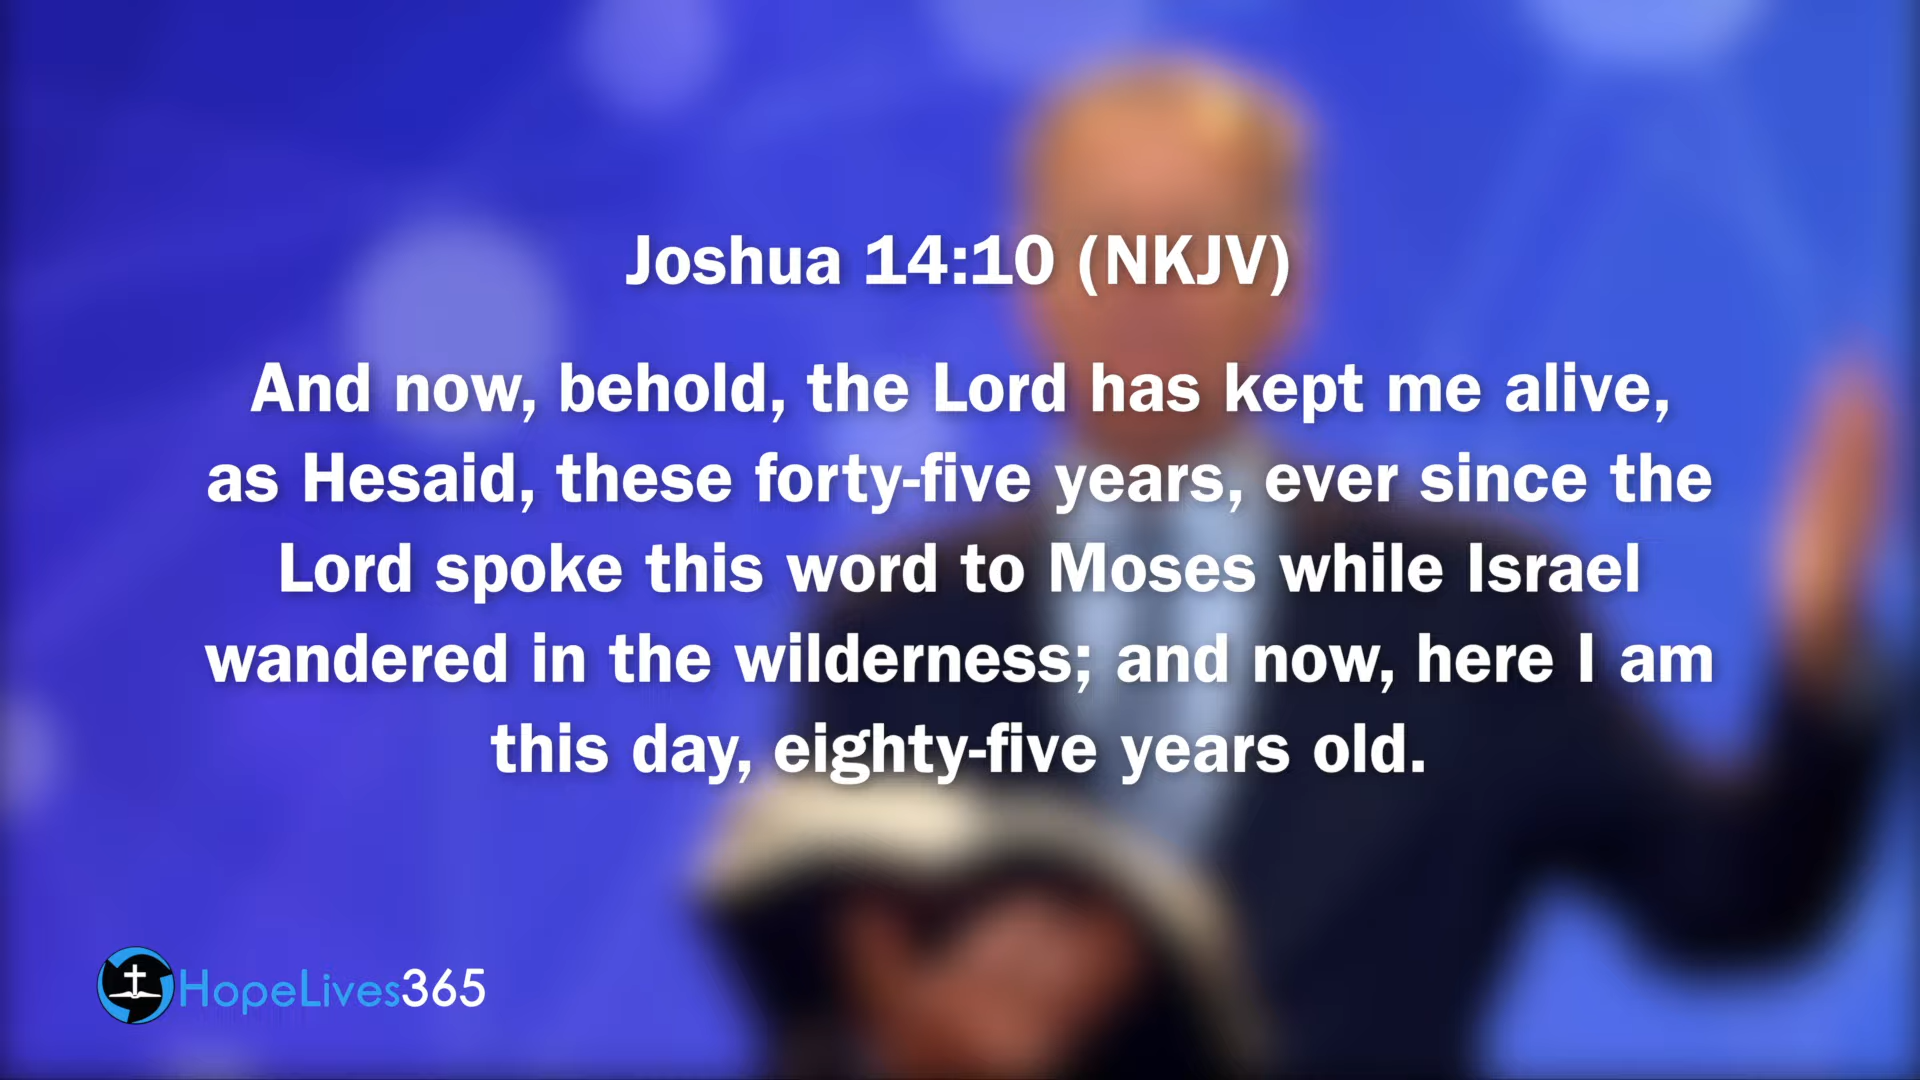 Joshua 14:10 (NKJV)
And now, behold, the Lord has kept me alive,
as Hesaid, these forty-five years, ever since the
Lord spoke this word to Moses while Israel
wandered in the wilderness; and now, here I am
this day, eighty-five years old.
HopeLives365